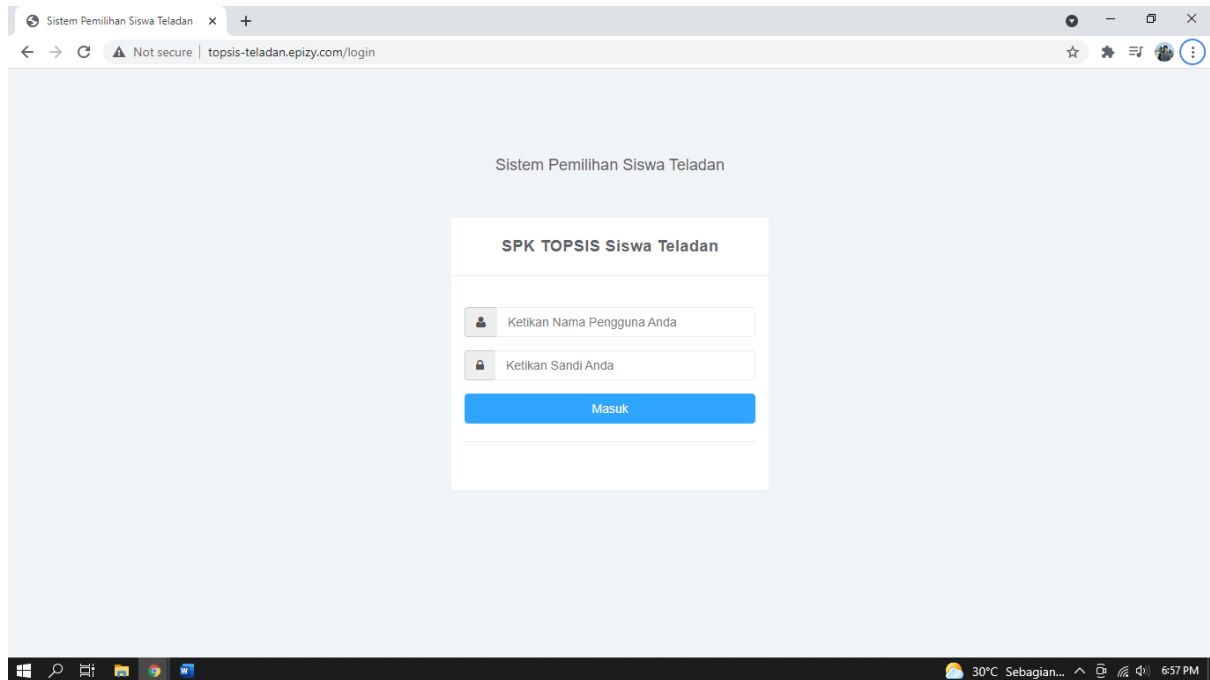 Sistem Pemilihan Siswa Teladan
Not secure | topsis-teladan.epizy.com/login
Sistem Pemilihan Siswa Teladan
SPK TOPSIS Siswa Teladan
Ketikan Nama Pengguna Anda
Ketikan Sandi Anda
Masuk
30°C Sebagian... 6:57 PM